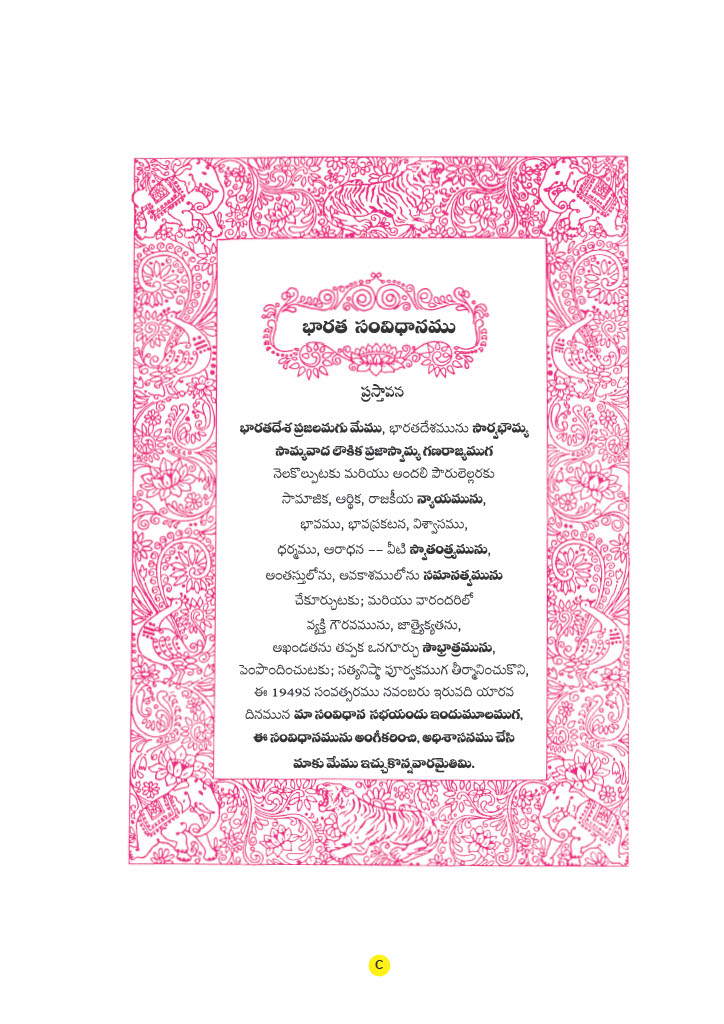 భారత సంవిధానము
ప్రస్తావన
భారతదేశ ప్రజలమగు మేము, భారతదేశమును సార్వభౌమ్య
సామ్యవాద లౌకిక ప్రజాస్వామ్య గణరాజ్యముగ
నెలకొల్పుటకు మరియు అందలి పౌరులెల్లరకు
సామాజిక, ఆర్థిక, రాజకీయ న్యాయమును,
భావము, భావప్రకటన, విశ్వాసము,
ధర్మము, ఆరాధన –– వీటి స్వాతంత్ర్యమును,
అంతస్తులోను, అవకాశములోను సమానత్వమును
చేకూర్చుటకు; మరియు వారందరిలో
వ్యక్తి గౌరవమును, జాత్యైక్యతను,
అఖండతను తప్పక ఒనగూర్చు సౌభ్రాత్రమును,
పెంపొందించుటకు; సత్యనిష్ఠా పూర్వకముగ తీర్మానించుకొని,
ఈ 1949వ సంవత్సరము నవంబరు ఇరువది యారవ
దినమున మా సంవిధాన సభయందు ఇందుమూలముగ,
ఈ సంవిధానమును అంగీకరించి, అధిశాసనము చేసి
మాకు మేము ఇచ్చుకొన్నవారమైతిమి.
C